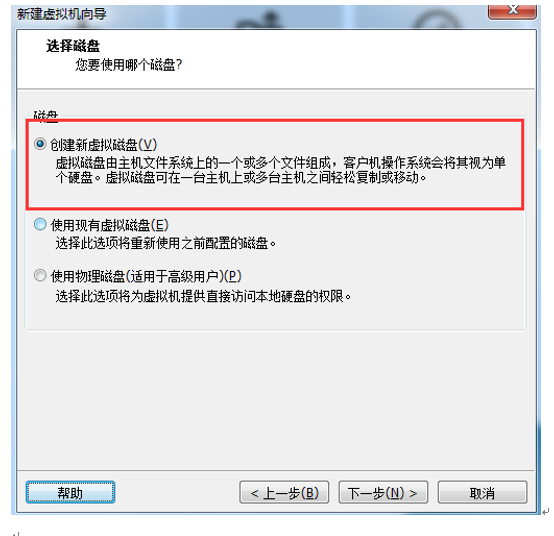 新建虚拟机向导
选择磁盘
您要使用哪个磁盘?
磁盘
创建新虚拟磁盘(V)
虚拟磁盘由主机文件系统上的一个或多个文件组成，客户机操作系统会将其视为单
个硬盘。虚拟磁盘可在一台主机上或多台主机之间轻松复制或移动。
使用现有虚拟磁盘(E)
选择此选项将重新使用之前配置的磁盘。
使用物理磁盘(适用于高级用户)(P)
选择此选项将为虚拟机提供直接访问本地硬盘的权限。
帮助
< 上一步(B)
下一步(N) >
取消